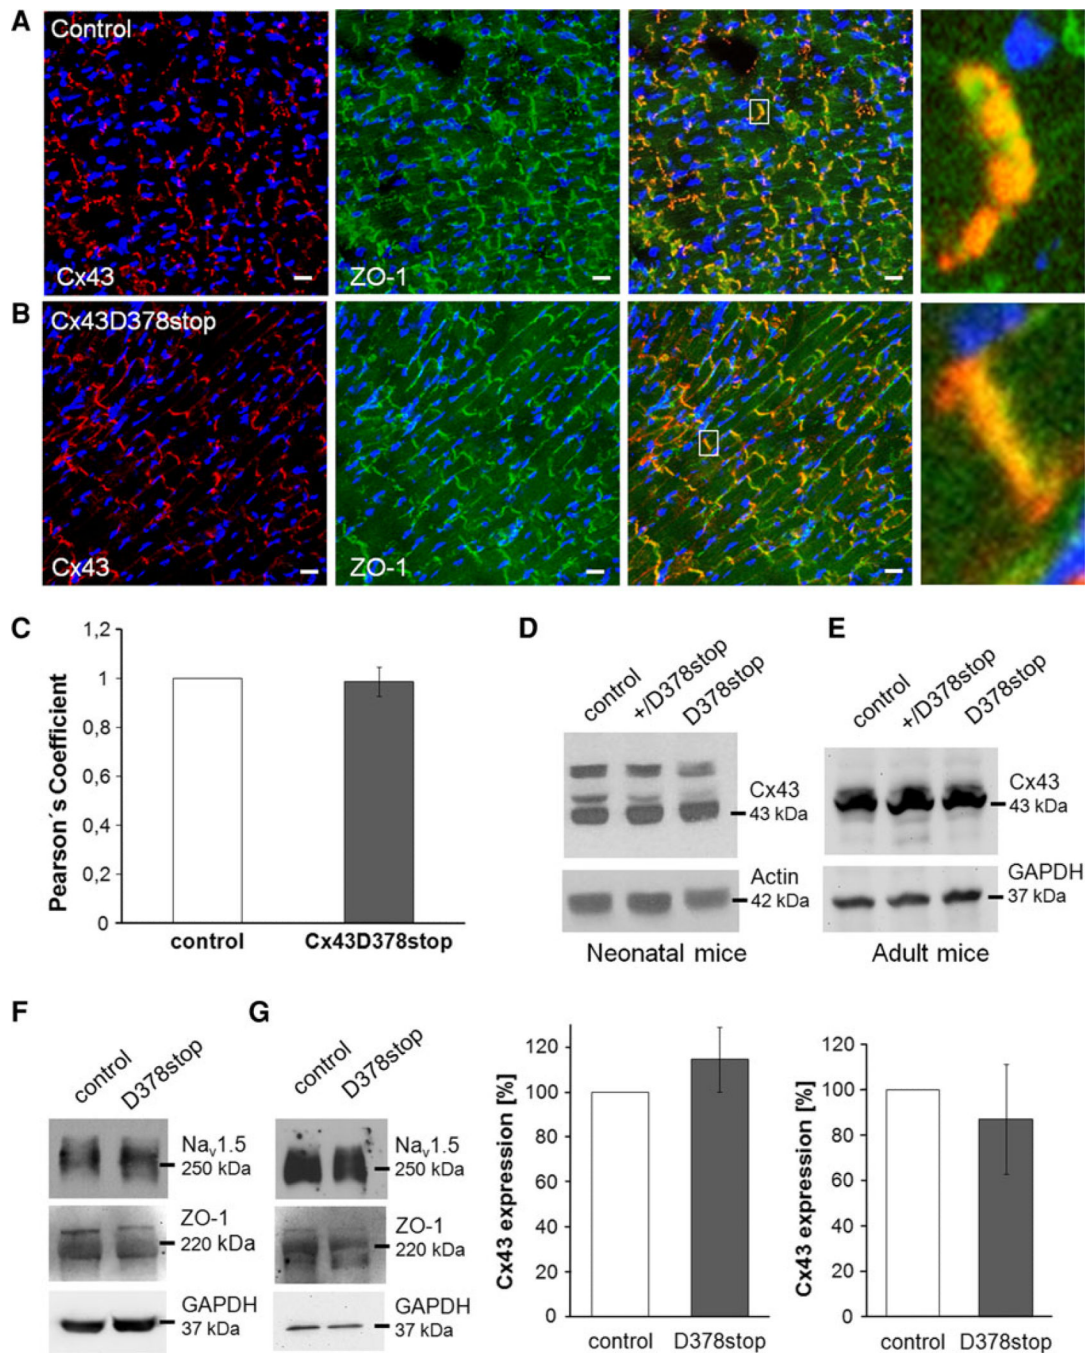 A
Control
Cx43
ZO-1
B
Cx43D378stop
Cx43
ZO-1
C
Pearson´s Coefficient
1,2
1
0,8
0,6
0,4
0,2
0
control
Cx43D378stop
D
control
+/D378stop
D378stop
Cx43
43 kDa
Actin
42 kDa
Neonatal mice
E
control
+/D378stop
D378stop
Cx43
43 kDa
GAPDH
37 kDa
Adult mice
F
control
D378stop
Nav1.5
250 kDa
ZO-1
220 kDa
GAPDH
37 kDa
G
control
D378stop
Nav1.5
250 kDa
ZO-1
220 kDa
GAPDH
37 kDa
Cx43 expression [%]
120
100
80
60
40
20
0
control
D378stop
Cx43 expression [%]
120
100
80
60
40
20
0
control
D378stop